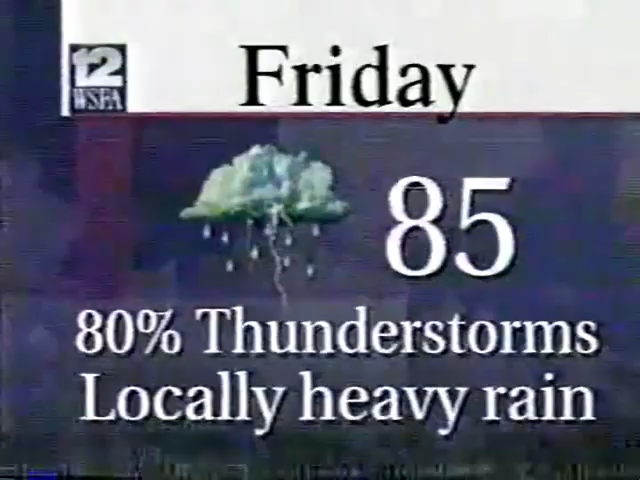 12
WSFA
Friday
85
80% Thunderstorms
Locally heavy rain